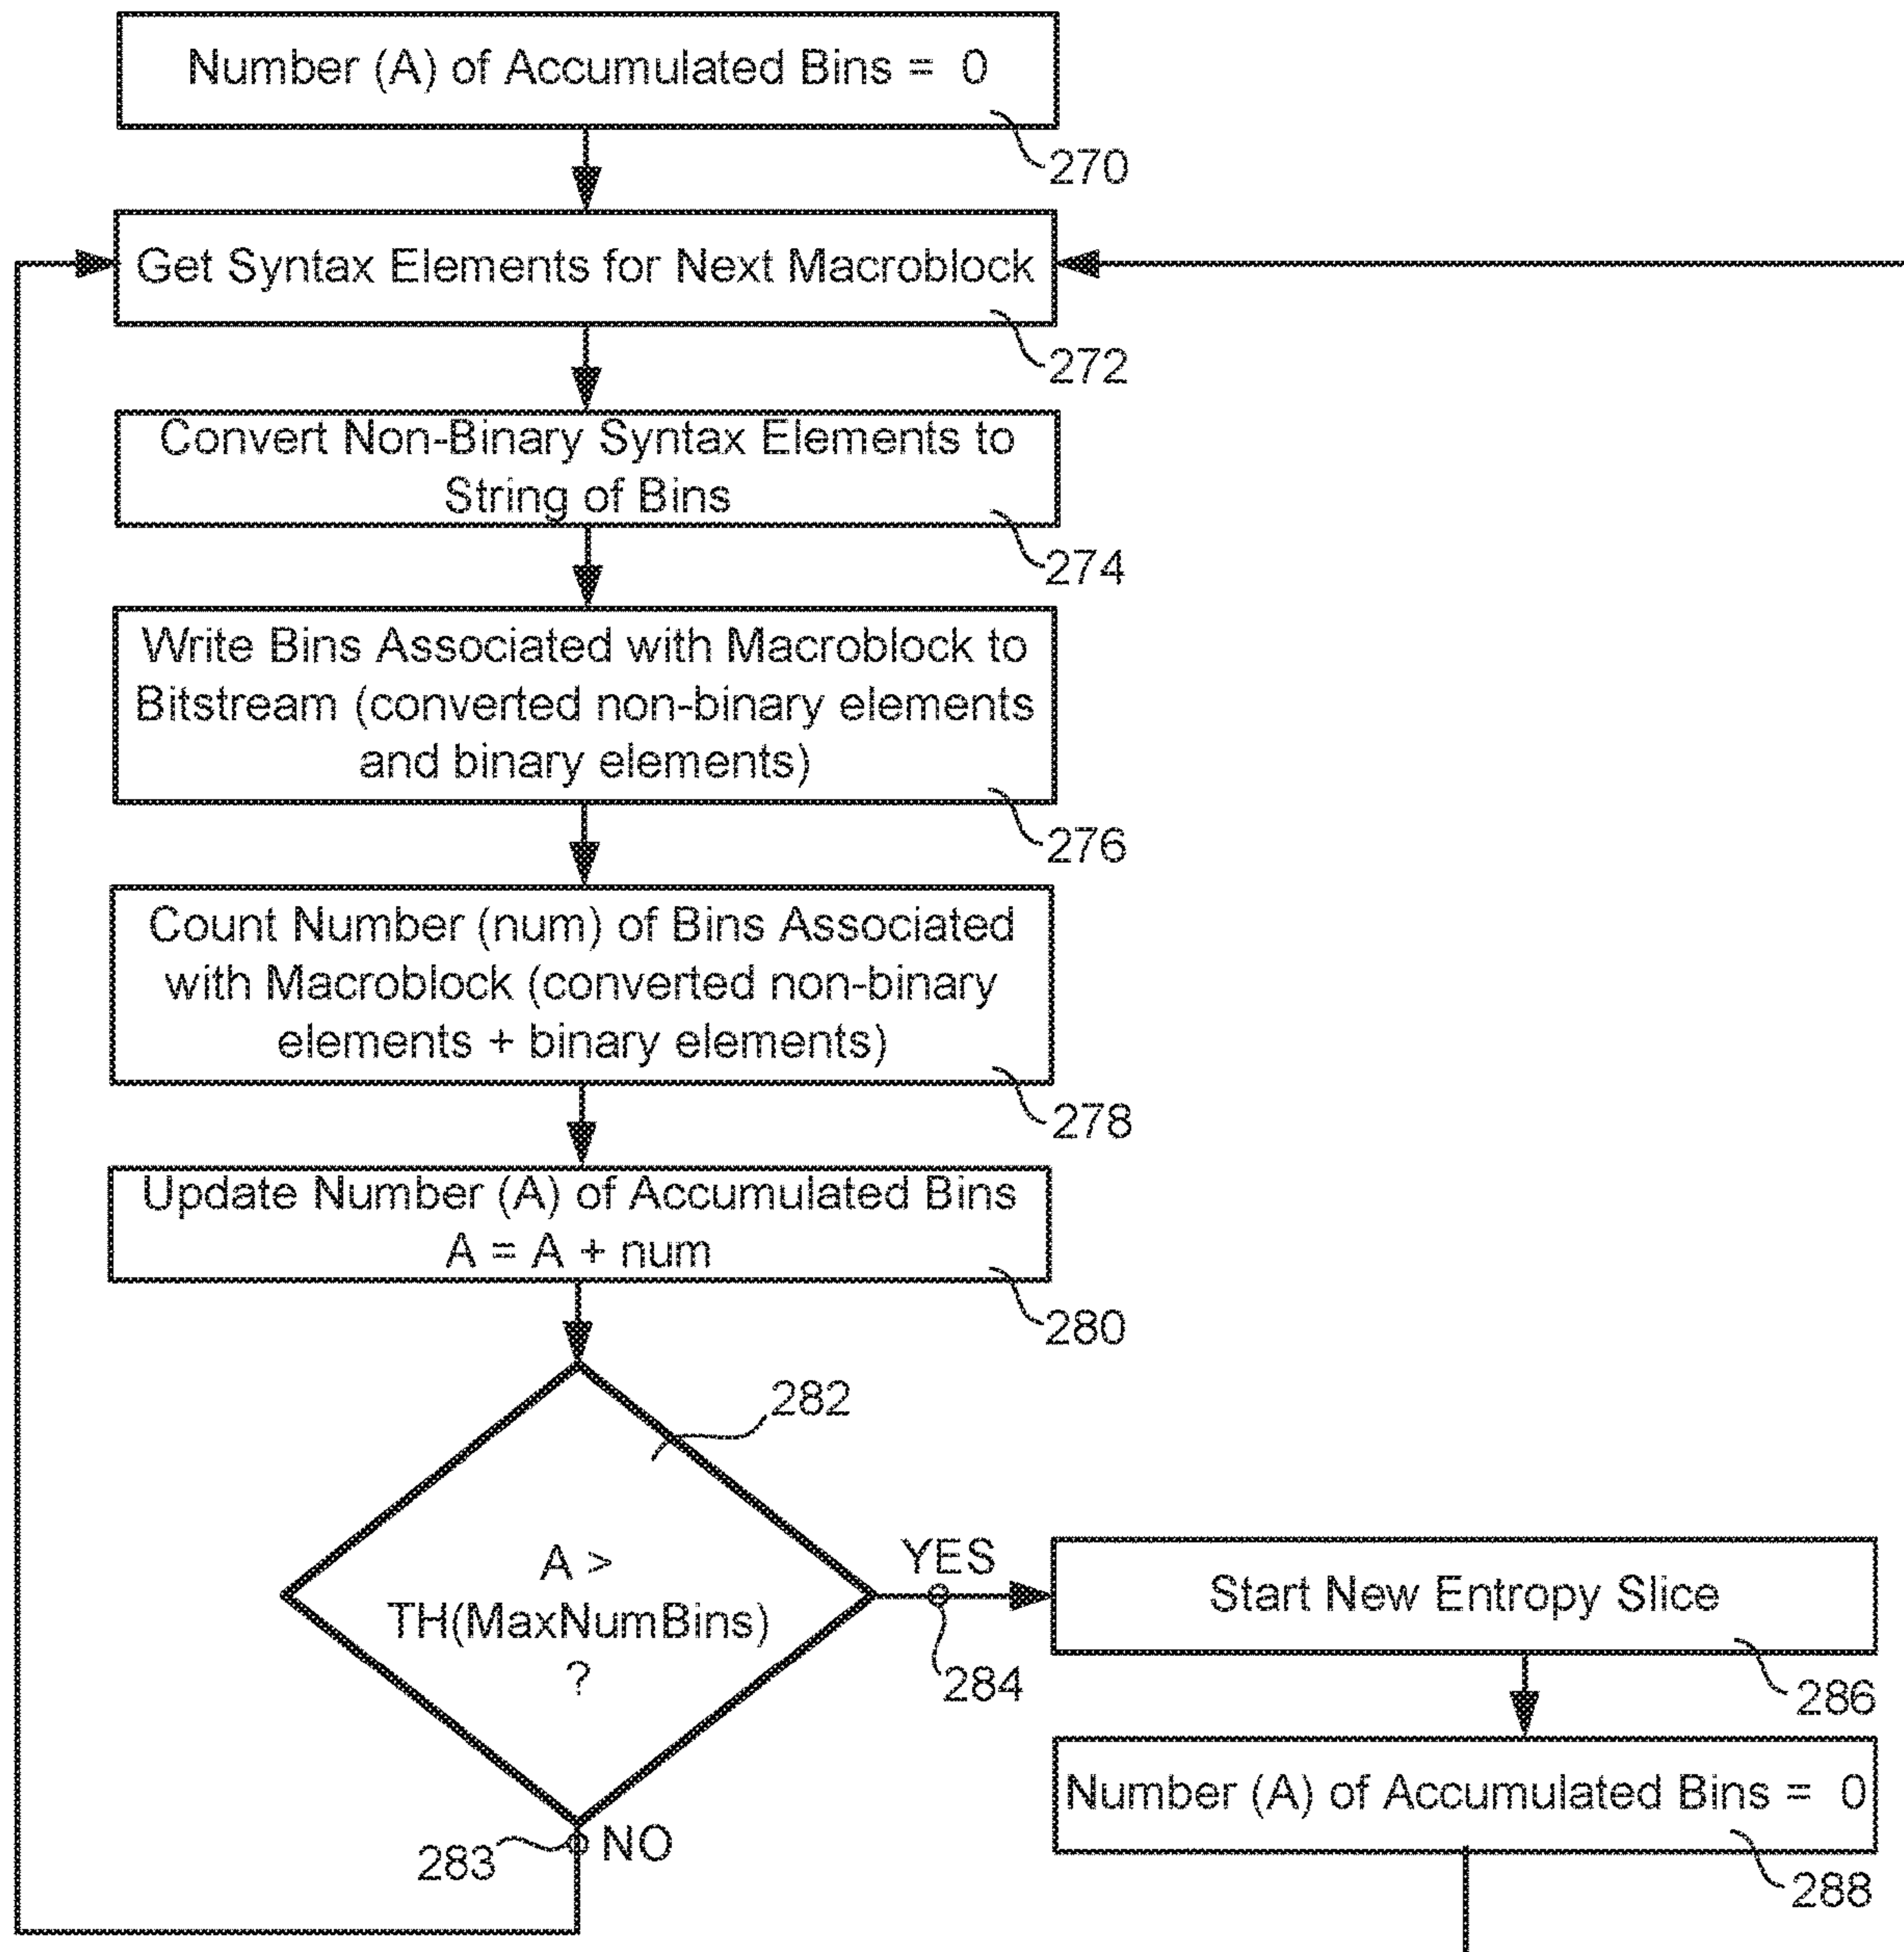 Number (A) of Accumulated Bins = 0
270
Get Syntax Elements for Next Macroblock
272
Convert Non-Binary Syntax Elements to
String of Bins
274
Write Bins Associated with Macroblock to
Bitstream (converted non-binary elements
and binary elements)
276
Count Number (num) of Bins Associated
with Macroblock (converted non-binary
elements + binary elements)
278
Update Number (A) of Accumulated Bins
A = A + num
280
282
A >
TH(MaxNumBins)
?
YES
284
Start New Entropy Slice
286
Number (A) of Accumulated Bins = 0
288
283
NO